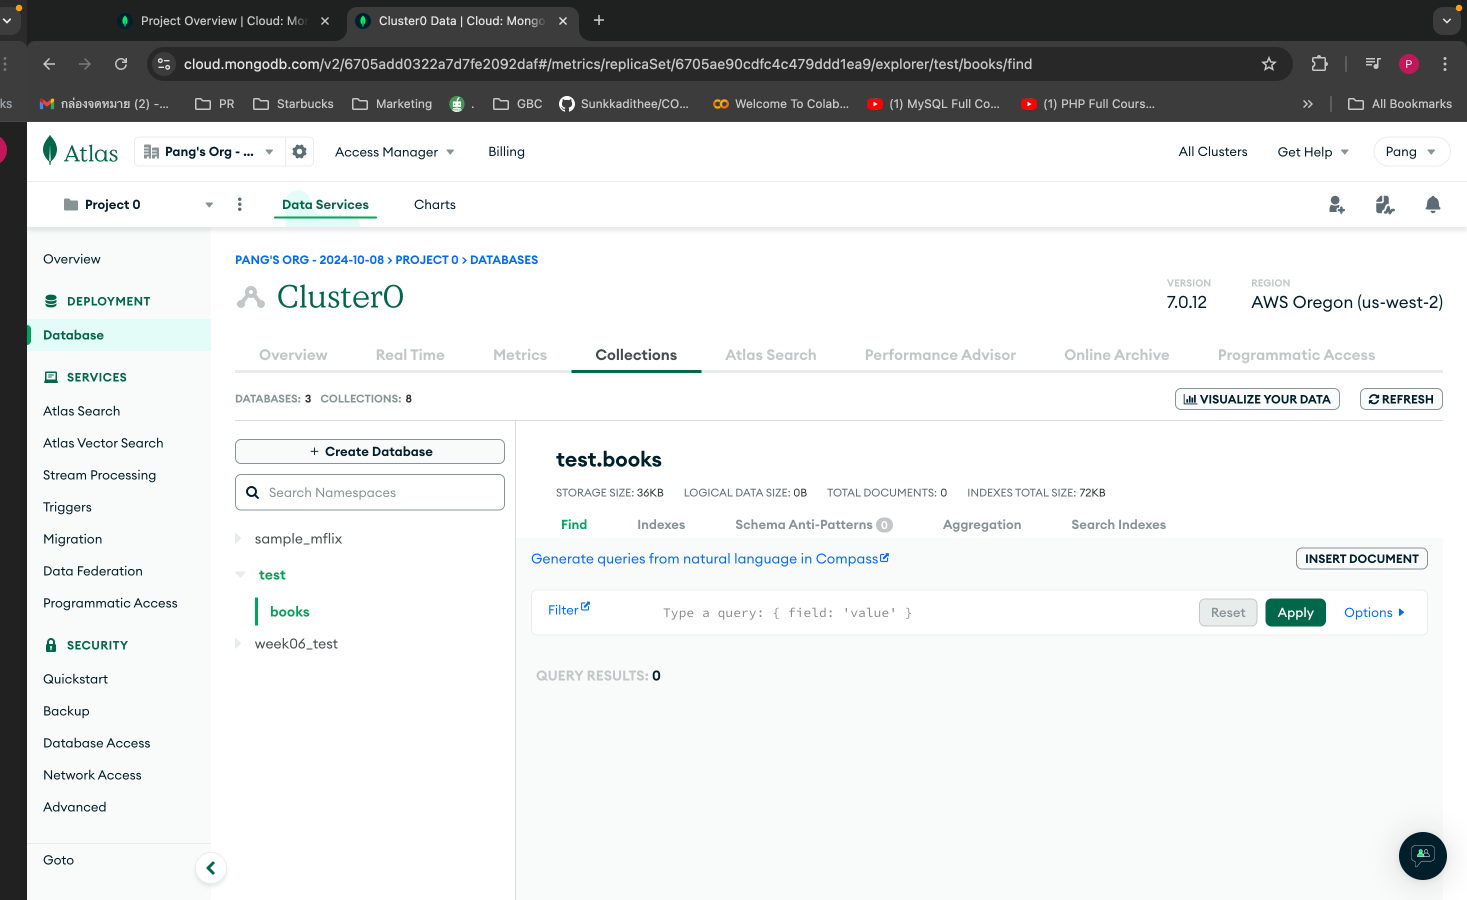 Project Overview | Cloud: Mo
Cluster0 Data | Cloud: Mongo
cloud.mongodb.com/v2/6705add0322a7d7fe2092daf#/metrics/replicaSet/6705ae90cdfc4c479ddd1ea9/explorer/test/books/find
P
ks
กล่องจดหมาย (2) -...
PR
Starbucks
Marketing
.
GBC
Sunkkadithee/CO...
Welcome To Colab...
(1) MySQL Full Co...
(1) PHP Full Cours...
All Bookmarks
Atlas
Pang's Org - ...
Access Manager
Billing
All Clusters
Get Help
Pang
Project 0
Data Services
Charts
Overview
DEPLOYMENT
Database
SERVICES
Atlas Search
Atlas Vector Search
Stream Processing
Triggers
Migration
Data Federation
Programmatic Access
SECURITY
Quickstart
Backup
Database Access
Network Access
Advanced
Goto
PANG'S ORG - 2024-10-08 > PROJECT 0 > DATABASES
Cluster0
VERSION
7.0.12
REGION
AWS Oregon (us-west-2)
Overview
Real Time
Metrics
Collections
Atlas Search
Performance Advisor
Online Archive
Programmatic Access
DATABASES: 3 COLLECTIONS: 8
VISUALIZE YOUR DATA
REFRESH
+ Create Database
Search Namespaces
sample_mflix
test
books
week06_test
test.books
STORAGE SIZE: 36KB LOGICAL DATA SIZE: 0B TOTAL DOCUMENTS: 0 INDEXES TOTAL SIZE: 72KB
Find
Indexes
Schema Anti-Patterns 0
Aggregation
Search Indexes
Generate queries from natural language in Compass
INSERT DOCUMENT
Filter
Type a query: { field: 'value' }
Reset
Apply
Options
QUERY RESULTS: 0